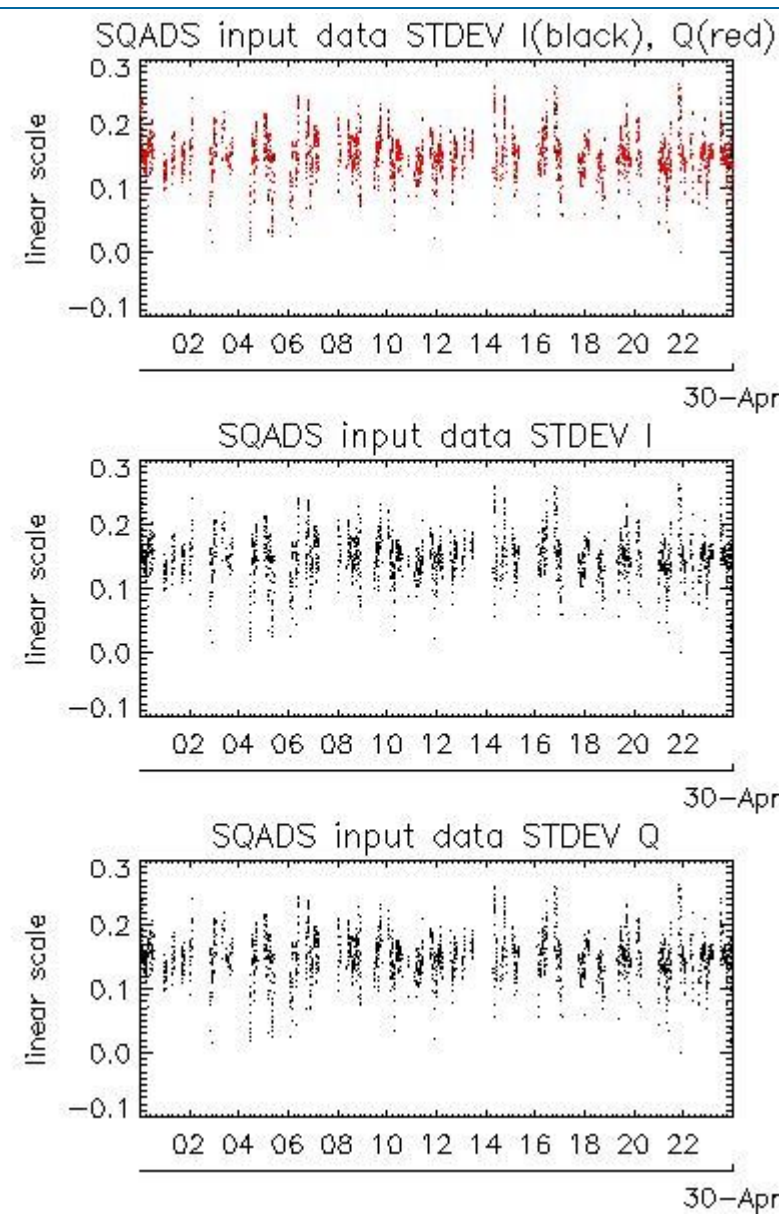 SQADS input data STDEV I(black), Q(red)
0.3
0.2
0.1
0.0
−0.1
linear scale
02 04 06 08 10 12 14 16 18 20 22
30−Apr
SQADS input data STDEV I
0.3
0.2
0.1
0.0
−0.1
linear scale
02 04 06 08 10 12 14 16 18 20 22
30−Apr
SQADS input data STDEV Q
0.3
0.2
0.1
0.0
−0.1
linear scale
02 04 06 08 10 12 14 16 18 20 22
30−Apr